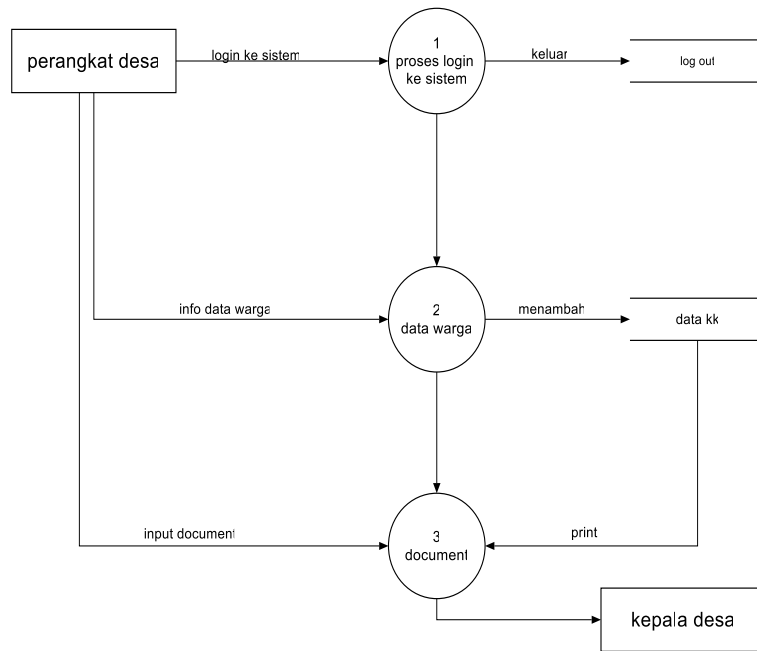 perangkat desa
login ke sistem
1
proses login
ke sistem
keluar
log out
info data warga
2
data warga
menambah
data kk
input document
3
document
print
kepala desa